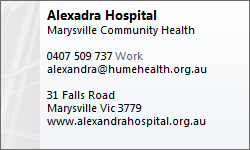 Alexadra Hospital
Marysville Community Health
0407 509 737 Work
alexandra@humehealth.org.au
31 Falls Road
Marysville Vic 3779
www.alexandrahospital.org.au